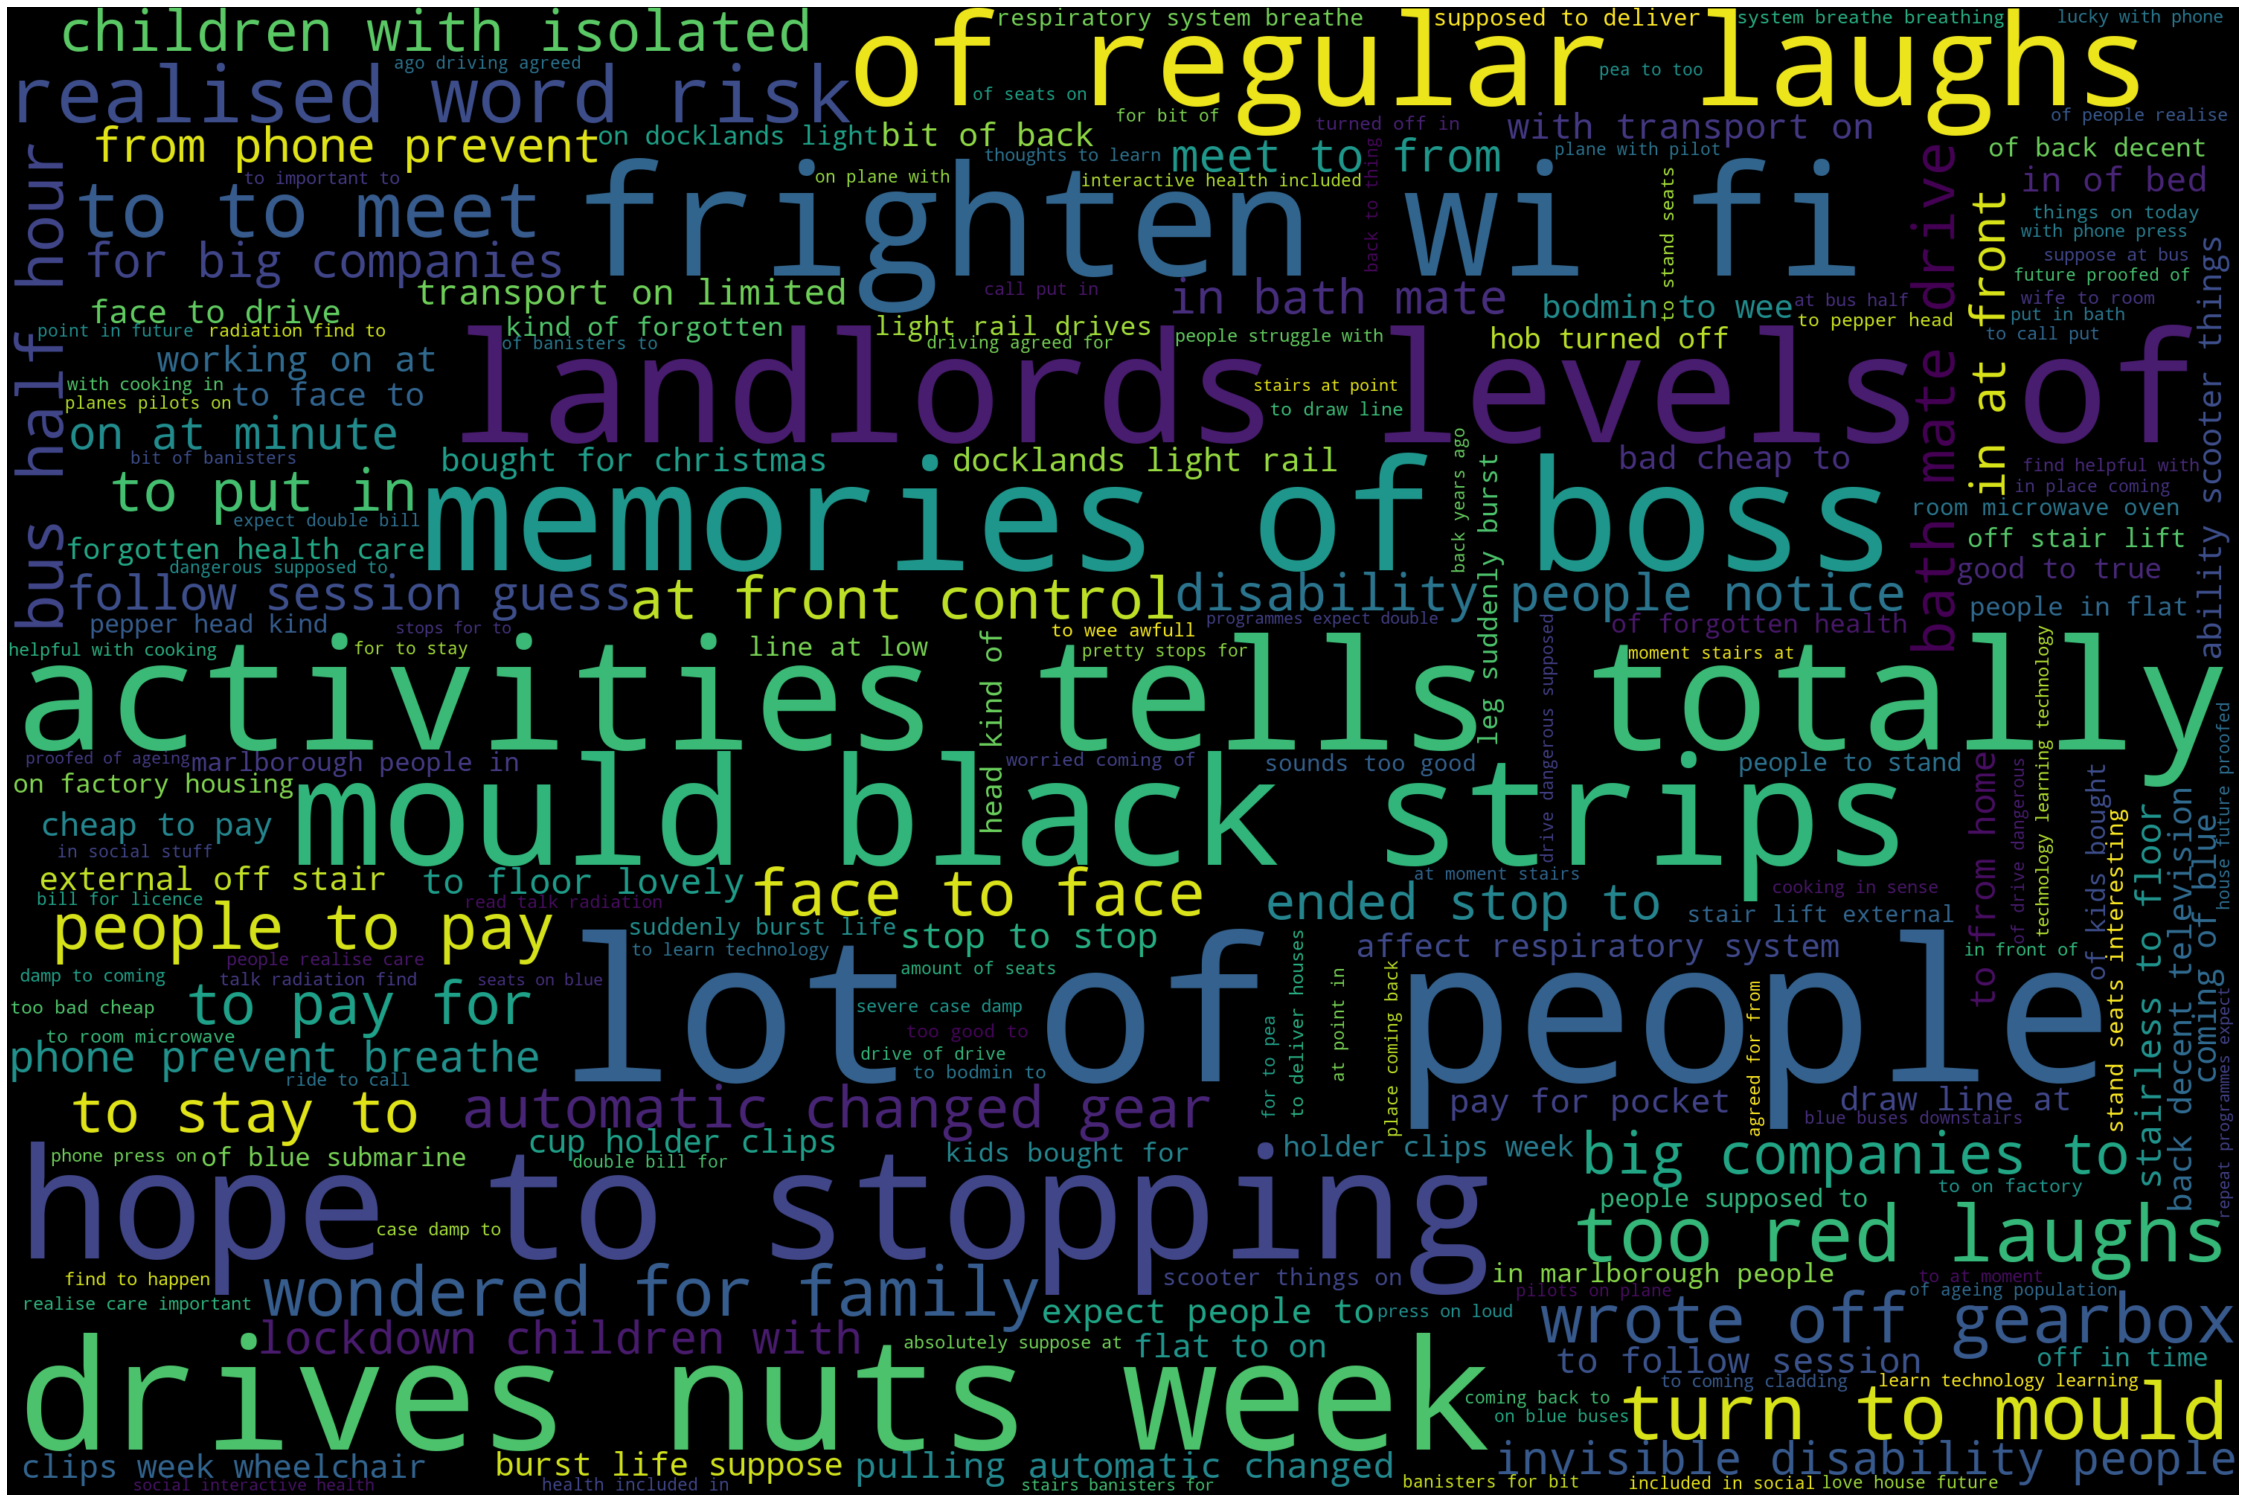 children with isolated
respiratory system breathe
supposed to deliver
system breathe breathing
lucky with phone
of regular laughs
ago driving agreed
realised word risk
pea to too
of seats on
for bit of
of people realise
from phone prevent
on docklands light
bit of back
turned off in
with transport on
thoughts to learn
meet to from
plane with pilot
of back decent
to important to
on plane with
interactive health included
in of bed
to to meet
frighten wi fi
back to thing
to stand seats
bath mate drive
in at front
things on today
with phone press
for big companies
suppose at bus
future proofed of
bus half hour
transport on limited
call put in
in bath mate
bodmin to wee
at bus half
wife to room
put in bath
ability scooter things
face to drive
to pepper head
to call put
point in future
radiation find to
kind of forgotten
light rail drives
people struggle with
hob turned off
of banisters to
driving agreed for
working on at
landlords levels of
with cooking in
to face to
stairs at point
planes pilots on
to draw line
on at minute
bit of banisters
bought for christmas
docklands light rail
back years ago
leg suddenly burst
bad cheap to
find helpful with
to put in
memories of boss
in place coming
room microwave oven
expect double bill
forgotten health care
off stair lift
dangerous supposed to
good to true
follow session guess
at front control
disability people notice
people in flat
pepper head kind
stops for to
programmes expect double
of forgotten health
to wee awfull
helpful with cooking
for to stay
line at low
pretty stops for
moment stairs at
activities tells totally
head kind of
drive dangerous supposed
technology learning technology
house future proofed
proofed of ageing
marlborough people in
worried coming of
sounds too good
people to stand
on factory housing
mould black strips
to from home
of drive dangerous
of kids bought
stand seats interesting
stairless to floor
back decent television
coming of blue
cheap to pay
in social stuff
external off stair
to floor lovely
face to face
at moment stairs
cooking in sense
bill for licence
read talk radiation
ended stop to
stair lift external
people to pay
suddenly burst life
stop to stop
to learn technology
affect respiratory system
in front of
people realise care
lot of people
damp to coming
talk radiation find
seats on blue
amount of seats
too bad cheap
to pay for
severe case damp
for to pea
to deliver houses
at point in
place coming back
agreed for from
repeat programmes expect
to room microwave
too good to
phone prevent breathe
drive of drive
ride to call
to bodmin to
to stay to
automatic changed gear
pay for pocket
draw line at
blue buses downstairs
cup holder clips
phone press on
of blue submarine
double bill for
kids bought for
holder clips week
big companies to
hope to stopping
to on factory
people supposed to
case damp to
too red laughs
find to happen
wondered for family
scooter things on
in marlborough people
to at moment
realise care important
pilots on plane
of ageing population
expect people to
press on loud
wrote off gearbox
lockdown children with
absolutely suppose at
flat to on
to follow session
off in time
drives nuts week
to coming cladding
learn technology learning
coming back to
on blue buses
turn to mould
clips week wheelchair
burst life suppose
pulling automatic changed
invisible disability people
social interactive health
health included in
stairs banisters for
banisters for bit
included in social
love house future